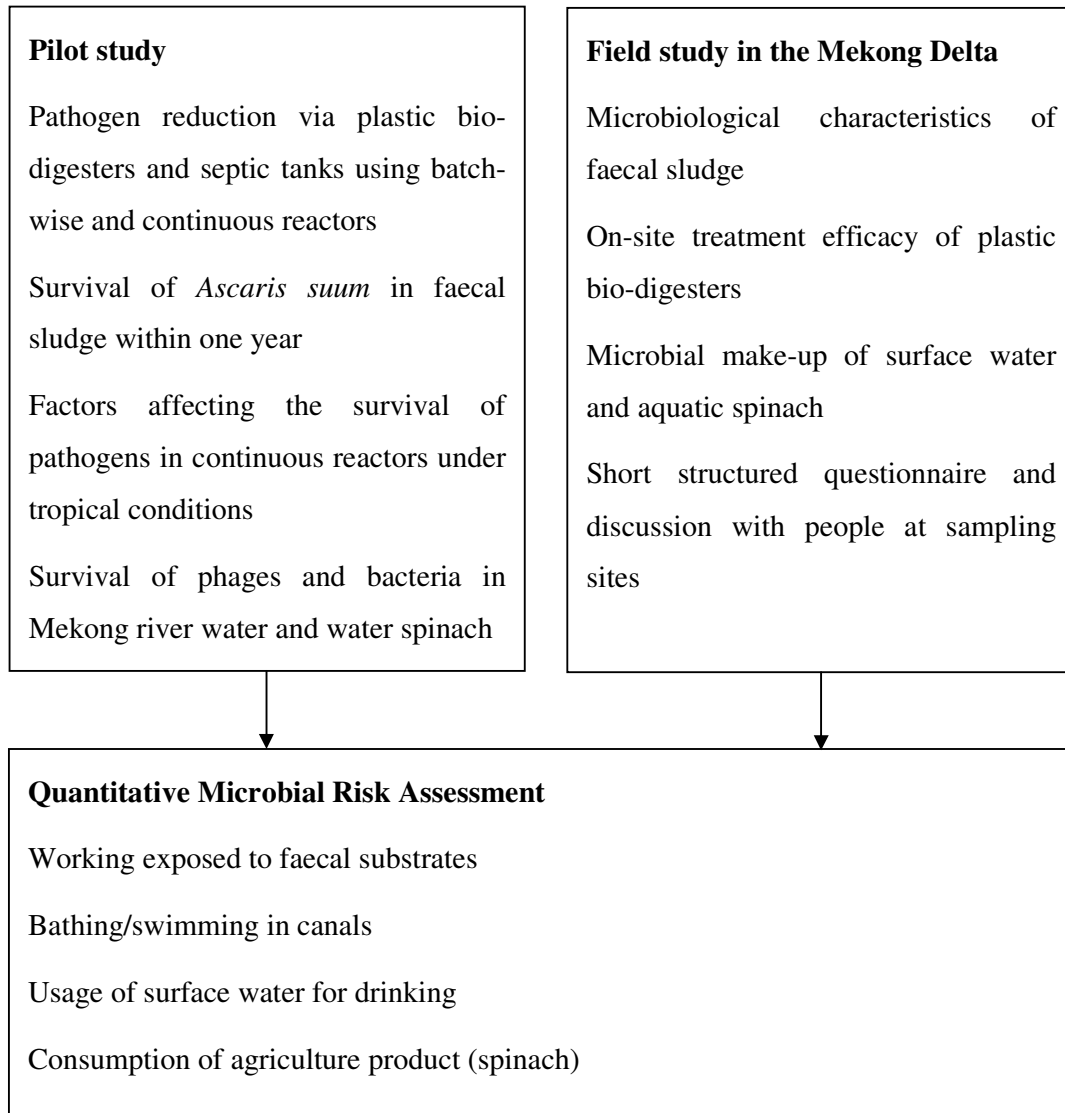 Pilot study
Pathogen reduction via plastic bio-
digesters and septic tanks using batch-
wise and continuous reactors
Survival of Ascaris suum in faecal
sludge within one year
Factors affecting the survival of
pathogens in continuous reactors under
tropical conditions
Survival of phages and bacteria in
Mekong river water and water spinach
Field study in the Mekong Delta
Microbiological characteristics of
faecal sludge
On-site treatment efficacy of plastic
bio-digesters
Microbial make-up of surface water
and aquatic spinach
Short structured questionnaire and
discussion with people at sampling
sites
Quantitative Microbial Risk Assessment
Working exposed to faecal substrates
Bathing/swimming in canals
Usage of surface water for drinking
Consumption of agriculture product (spinach)